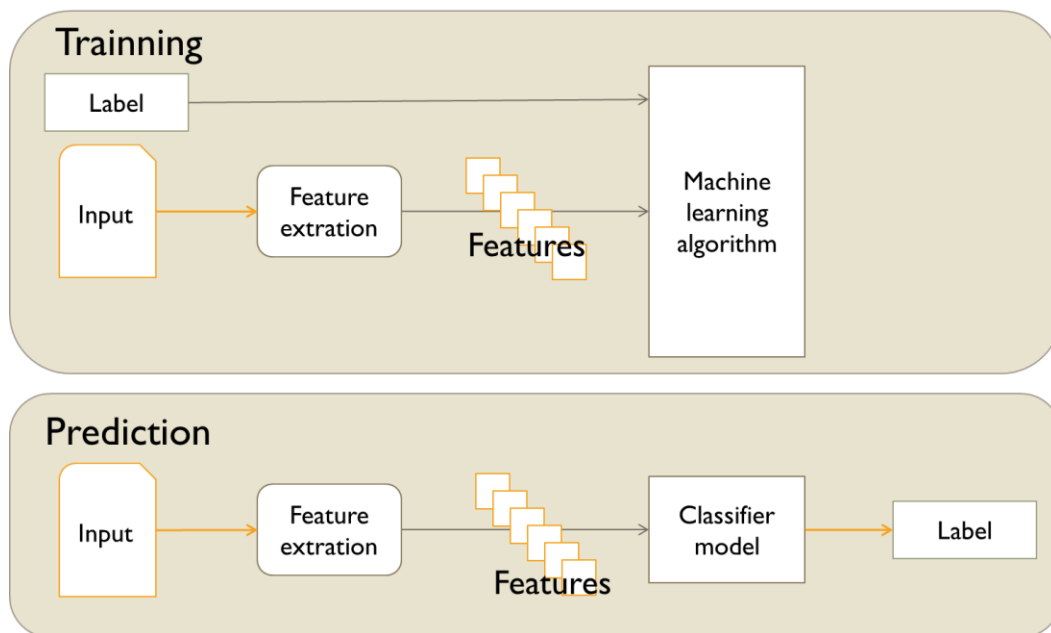 Trainning
Label
Input
Feature
extration
Features
Machine
learning
algorithm
Prediction
Input
Feature
extration
Features
Classifier
model
Label